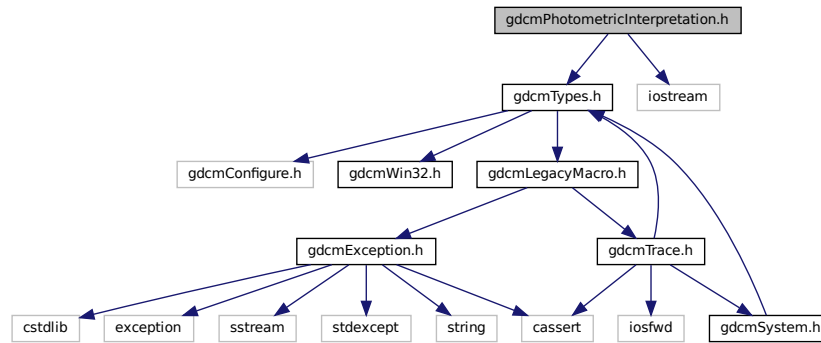 gdcmPhotometricInterpretation.h
gdcmTypes.h
iostream
gdcmConfigure.h
gdcmWin32.h
gdcmLegacyMacro.h
gdcmException.h
gdcmTrace.h
cstdlib
exception
sstream
stdexcept
string
cassert
iosfwd
gdcmSystem.h